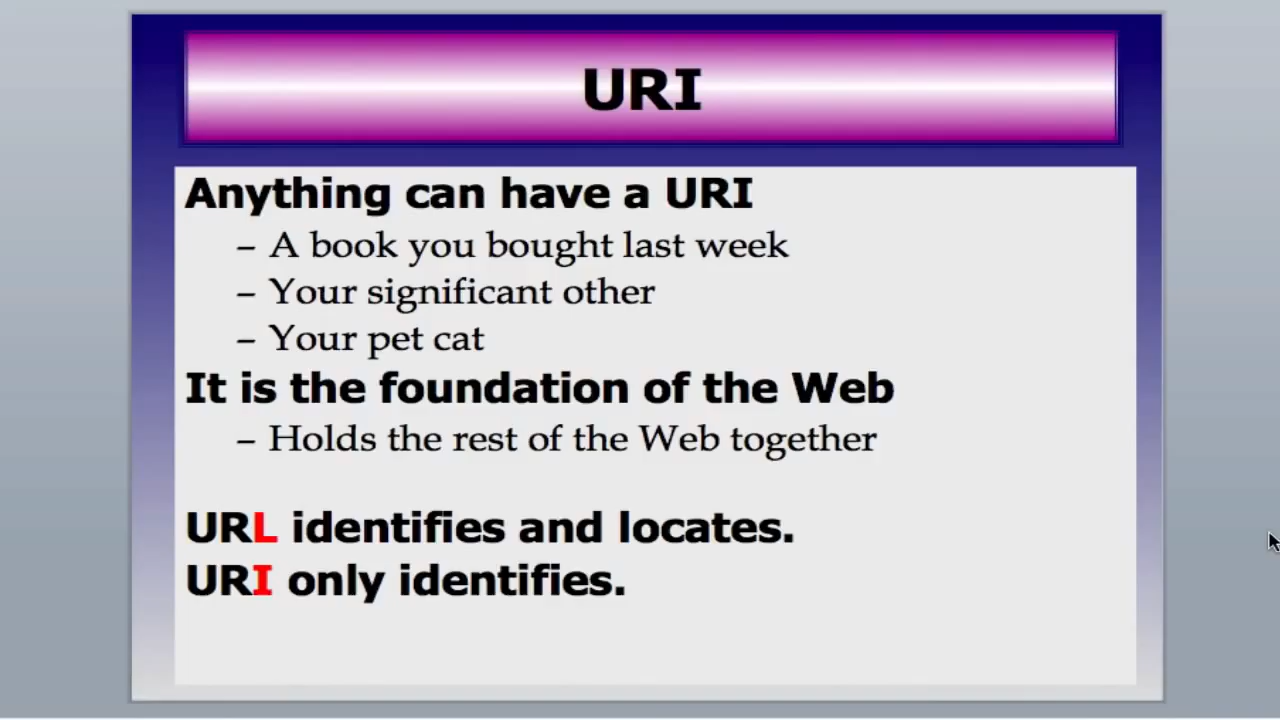 URI
Anything can have a URI
– A book you bought last week
– Your significant other
– Your pet cat
It is the foundation of the Web
– Holds the rest of the Web together
URL identifies and locates.
URI only identifies.